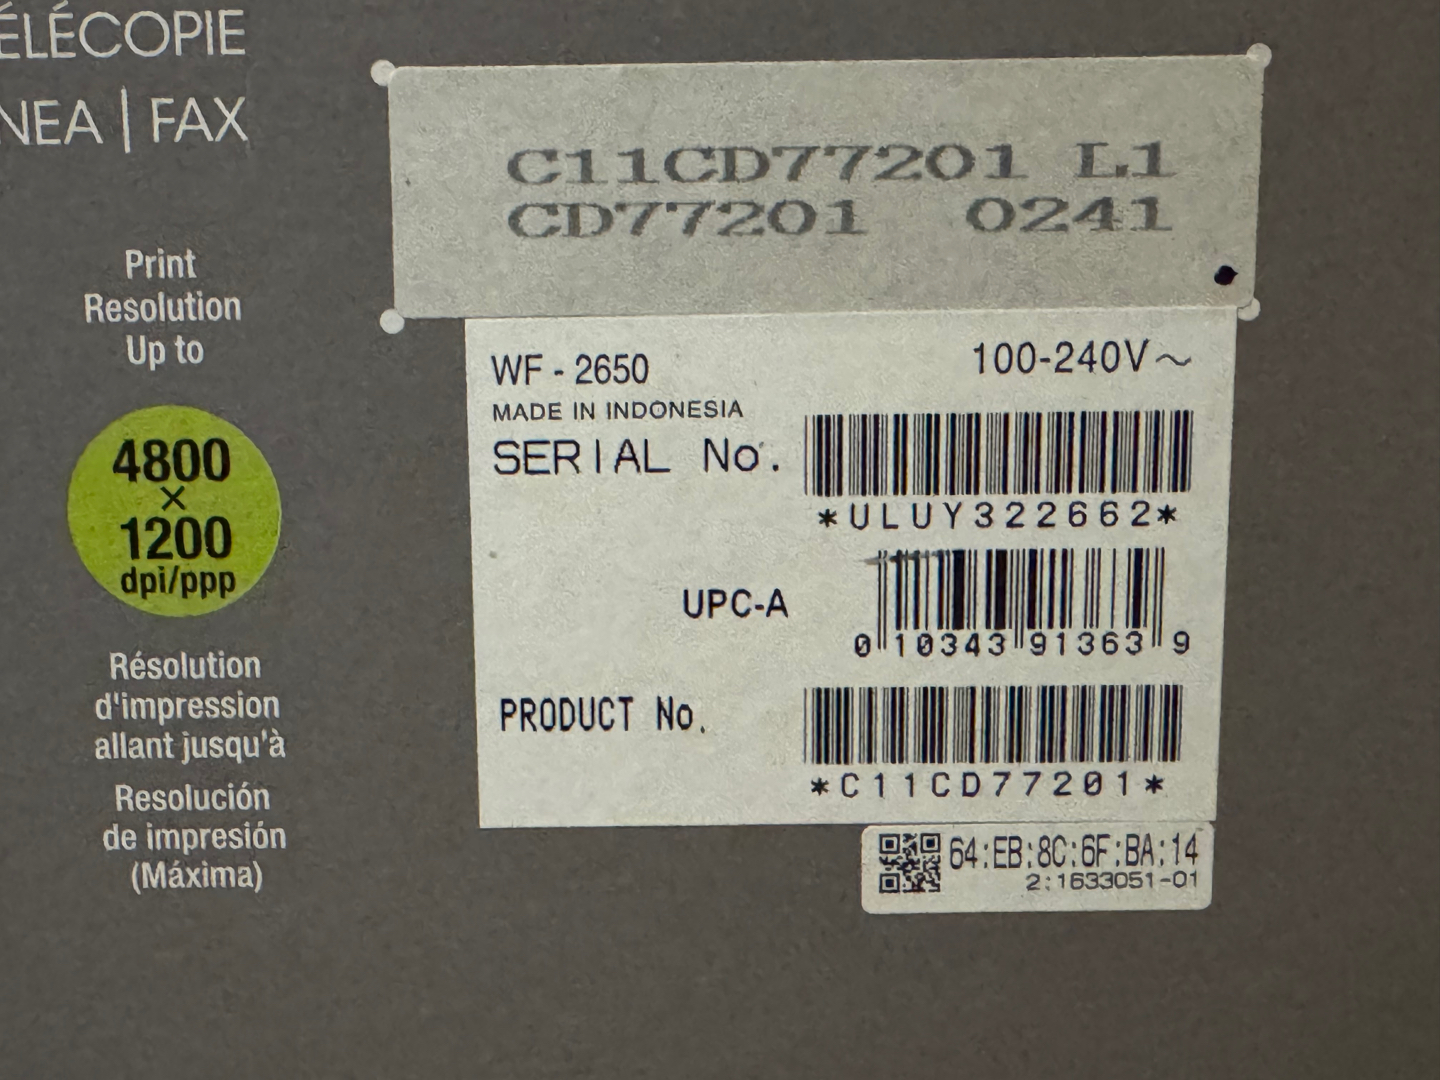 ÉLÉCOPIE
NEA | FAX
Print
Resolution
Up to
4800
×
1200
dpi/ppp
Résolution
d'impression
allant jusqu'à
Resolución
de impresión
(Máxima)
C11CD77201 L1
CD77201 0241
WF - 2650
100-240V～
MADE IN INDONESIA
SERIAL No.
*ULUY322662*
UPC-A
0 10343 91363 9
PRODUCT No.
*C11CD77201*
64:EB:8C:6F:BA:14
2:1633051-01